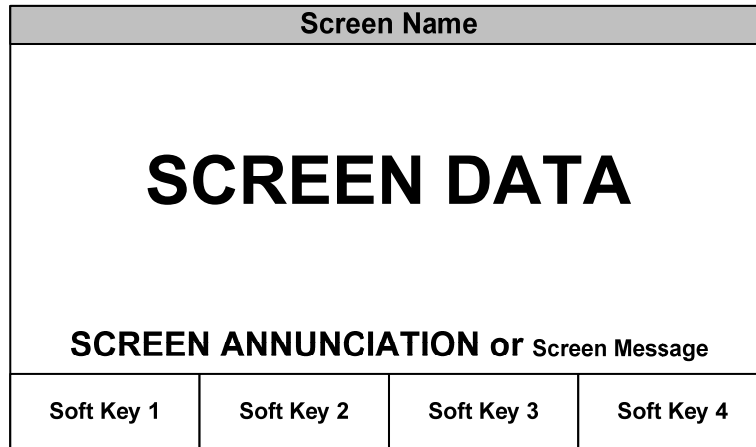 Screen Name
SCREEN DATA
SCREEN ANNUNCIATION or Screen Message
Soft Key 1 Soft Key 2 Soft Key 3 Soft Key 4